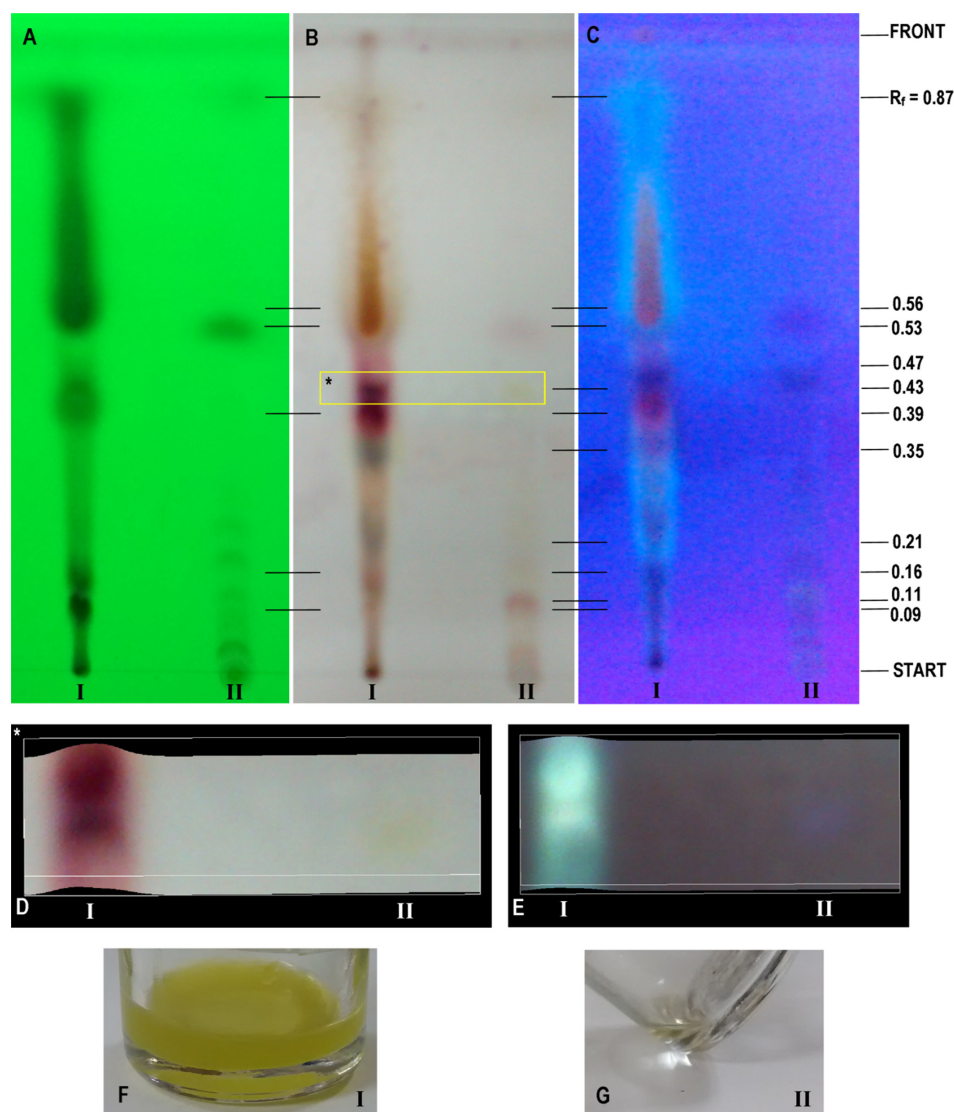 A
B
C
FRONT
Rf = 0.87
0.56
0.53
0.47
*
0.43
0.39
0.35
0.21
0.16
0.11
0.09
START
I
II
I
II
I
II
*
D
I
II
E
I
II
F
I
G
II